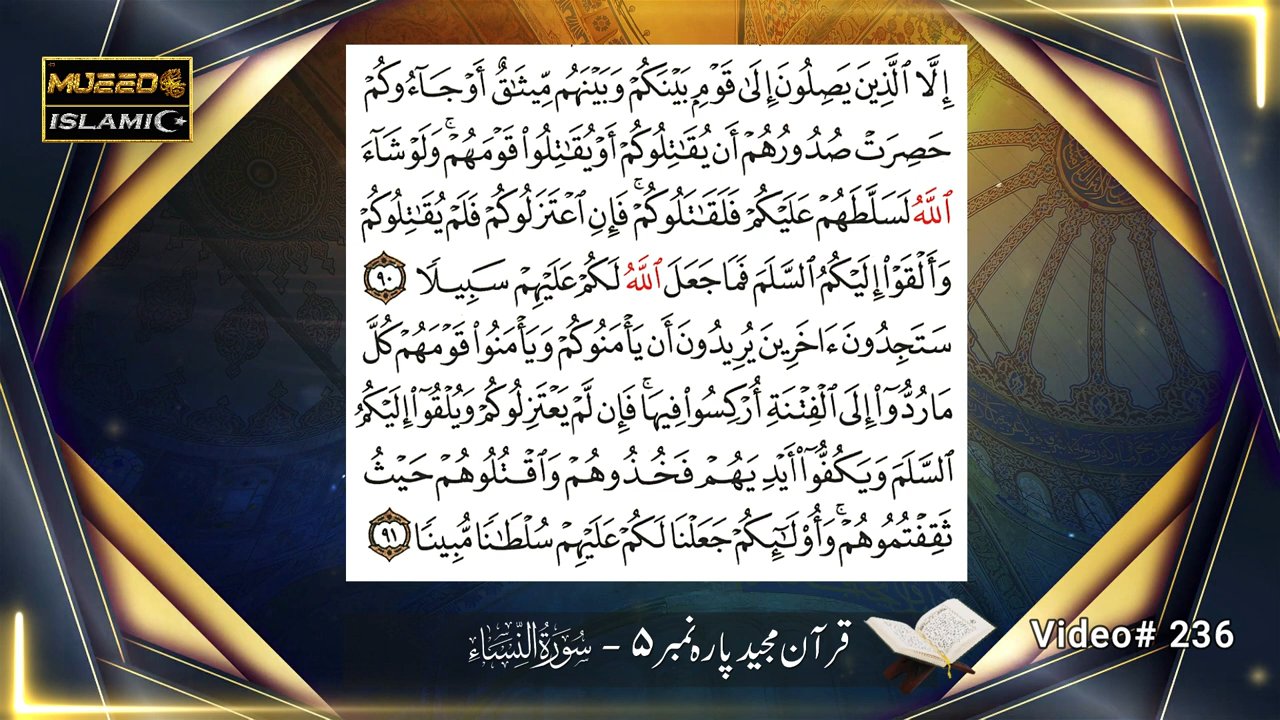 MUEED
ISLAMIC
إِلَّا ٱلَّذِينَ يَصِلُونَ إِلَىٰ قَوْمِۭ بَيْنَكُمْ وَبَيْنَهُم مِّيثَٰقٌ أَوْ جَآءُوكُمْ
حَصِرَتْ صُدُورُهُمْ أَن يُقَٰتِلُوكُمْ أَوْ يُقَٰتِلُوا۟ قَوْمَهُمْ ۚ وَلَوْ شَآءَ
ٱللَّهُ لَسَلَّطَهُمْ عَلَيْكُمْ فَلَقَٰتَلُوكُمْ ۚ فَإِنِ ٱعْتَزَلُوكُمْ فَلَمْ يُقَٰتِلُوكُمْ
وَأَلْقَوْا۟ إِلَيْكُمُ ٱلسَّلَمَ فَمَا جَعَلَ ٱللَّهُ لَكُمْ عَلَيْهِمْ سَبِيلًا ٩٠
سَتَجِدُونَ ءَاخَرِينَ يُرِيدُونَ أَن يَأْمَنُوكُمْ وَيَأْمَنُوا۟ قَوْمَهُمْ كُلَّ
مَا رُدُّوٓا۟ إِلَى ٱلْفِتْنَةِ أُرْكِسُوا۟ فِيهَا ۚ فَإِن لَّمْ يَعْتَزِلُوكُمْ وَيُلْقُوٓا۟ إِلَيْكُمُ
ٱلسَّلَمَ وَيَكُفُّوٓا۟ أَيْدِيَهُمْ فَخُذُوهُمْ وَٱقْتُلُوهُمْ حَيْثُ
ثَقِفْتُمُوهُمْ ۚ وَأُو۟لَٰٓئِكُمْ جَعَلْنَا لَكُمْ عَلَيْهِمْ سُلْطَٰنًا مُّبِينًا ٩١
قرآن مجید پارہ نمبر ۵ - سُورَةُ النِّسَاء
Video# 236